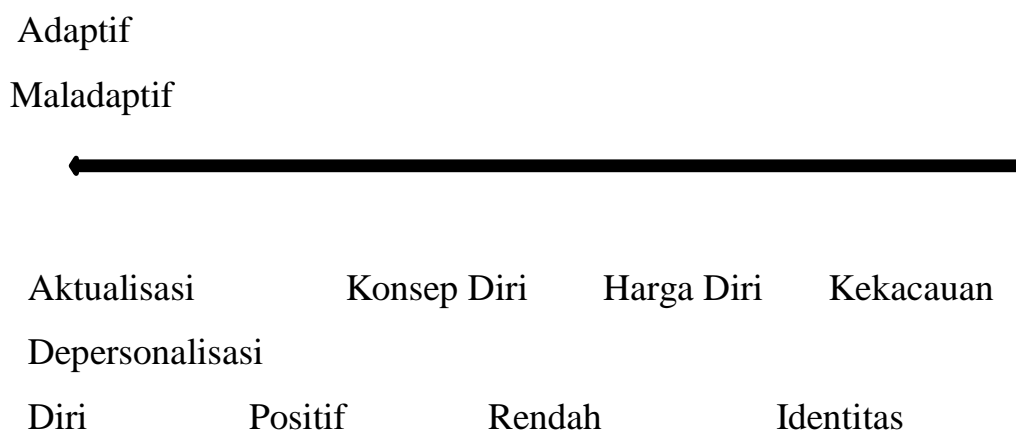 Adaptif
Maladaptif
Aktualisasi Konsep Diri Harga Diri Kekacauan
Depersonalisasi
Diri Positif Rendah Identitas